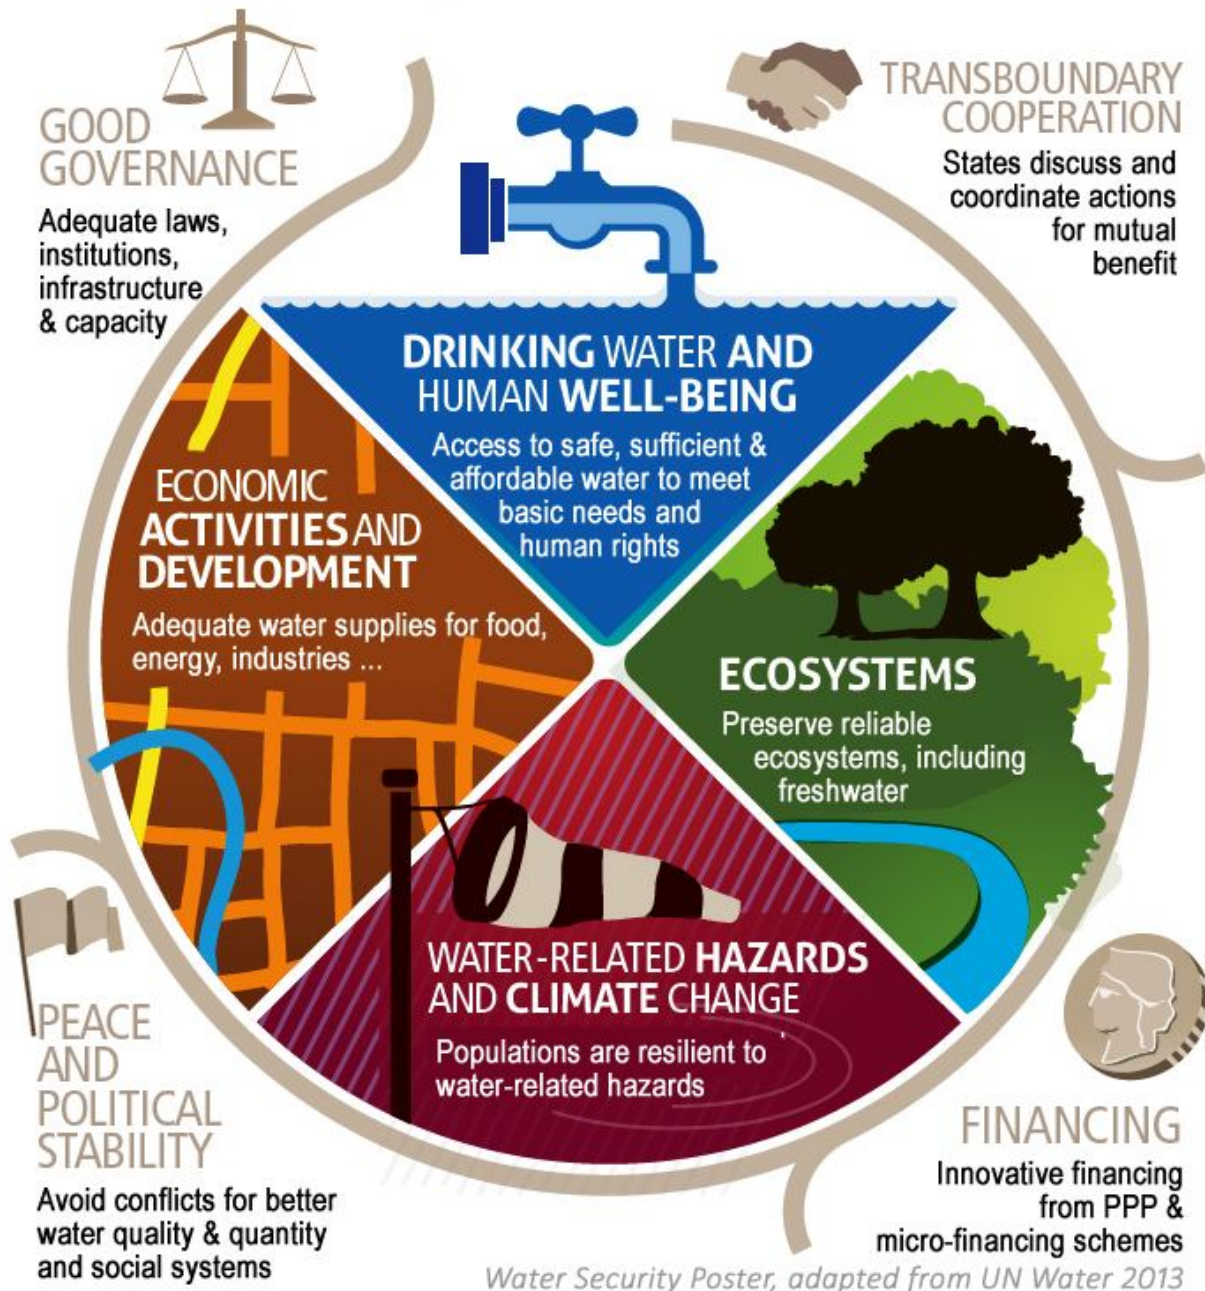 GOOD
GOVERNANCE
Adequate laws,
institutions,
infrastructure
& capacity
TRANSBOUNDARY
COOPERATION
States discuss and
coordinate actions
for mutual
benefit
DRINKING WATER AND
HUMAN WELL-BEING
Access to safe, sufficient &
affordable water to meet
basic needs and
human rights
ECONOMIC
ACTIVITIES AND
DEVELOPMENT
Adequate water supplies for food,
energy, industries ...
ECOSYSTEMS
Preserve reliable
ecosystems, including
freshwater
WATER-RELATED HAZARDS
AND CLIMATE CHANGE
Populations are resilient to
water-related hazards
PEACE
AND
POLITICAL
STABILITY
Avoid conflicts for better
water quality & quantity
and social systems
FINANCING
Innovative financing
from PPP &
micro-financing schemes
Water Security Poster, adapted from UN Water 2013